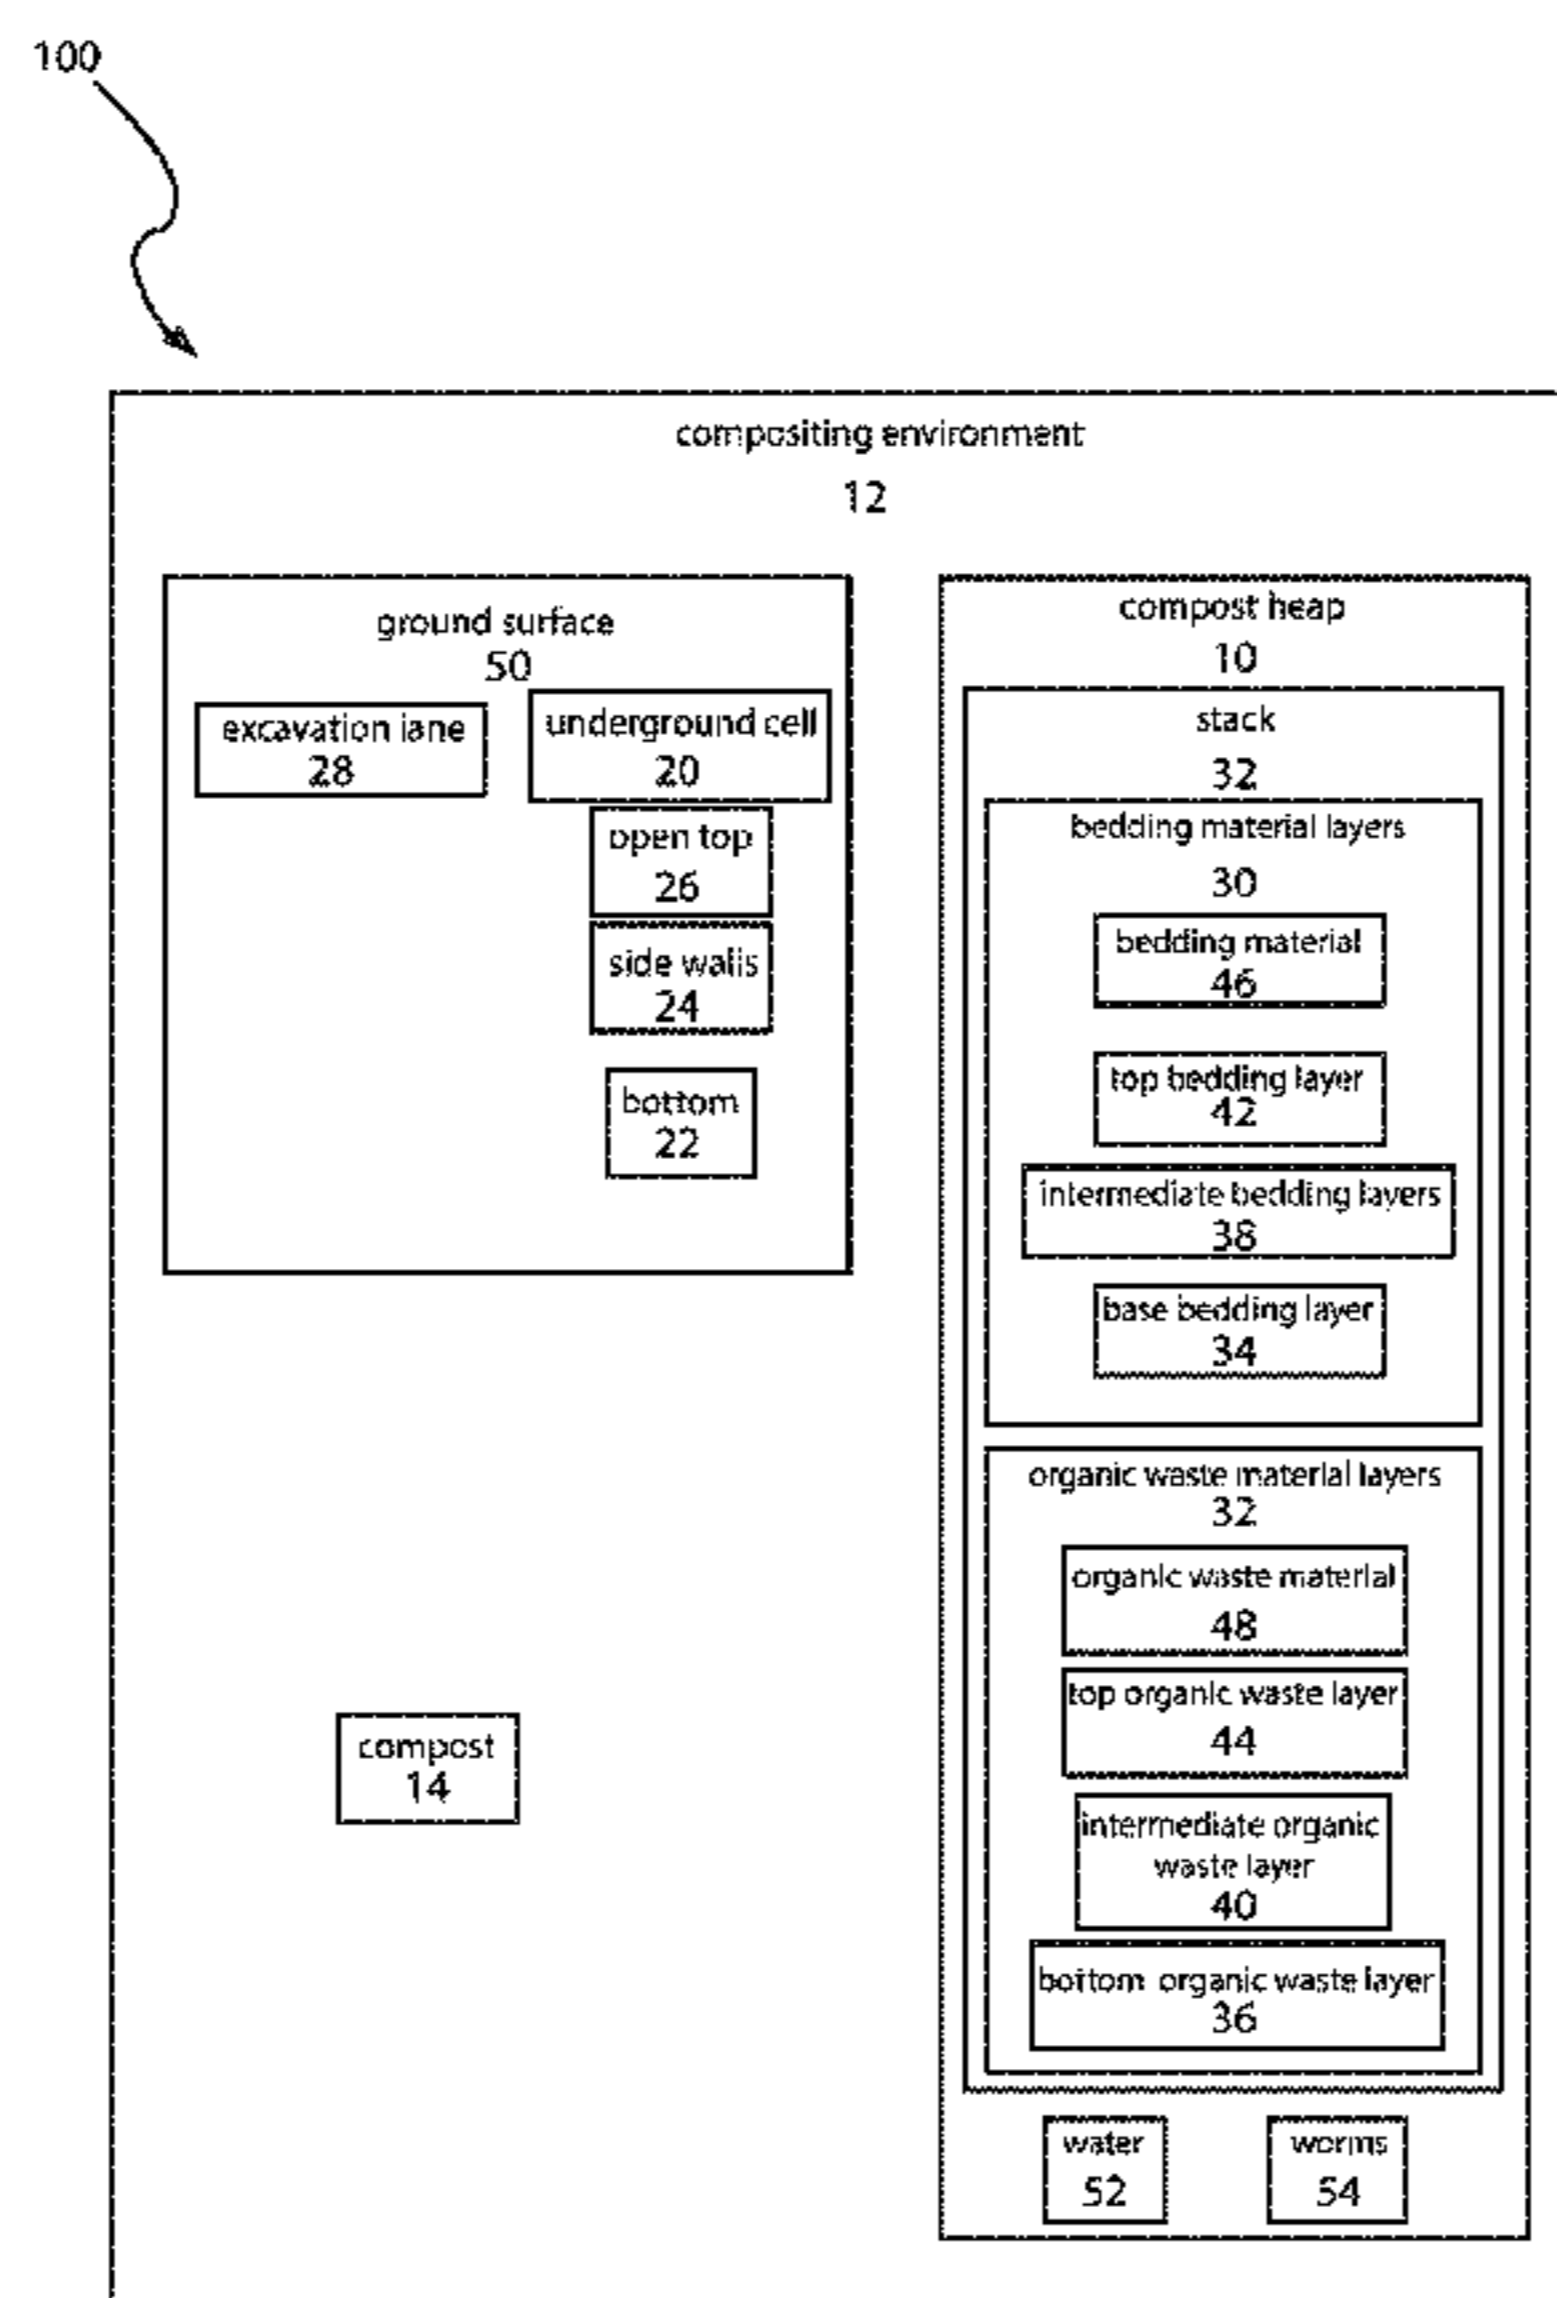 100
compositing environment
12
ground surface
50
excavation lane
28
underground cell
20
open top
26
side walls
24
bottom
22
compost
14
compost heap
10
stack
32
bedding material layers
30
bedding material
46
top bedding layer
42
intermediate bedding layers
38
base bedding layer
34
organic waste material layers
32
organic waste material
48
top organic waste layer
44
intermediate organic
waste layer
40
bottom organic waste layer
36
water
52
worms
54